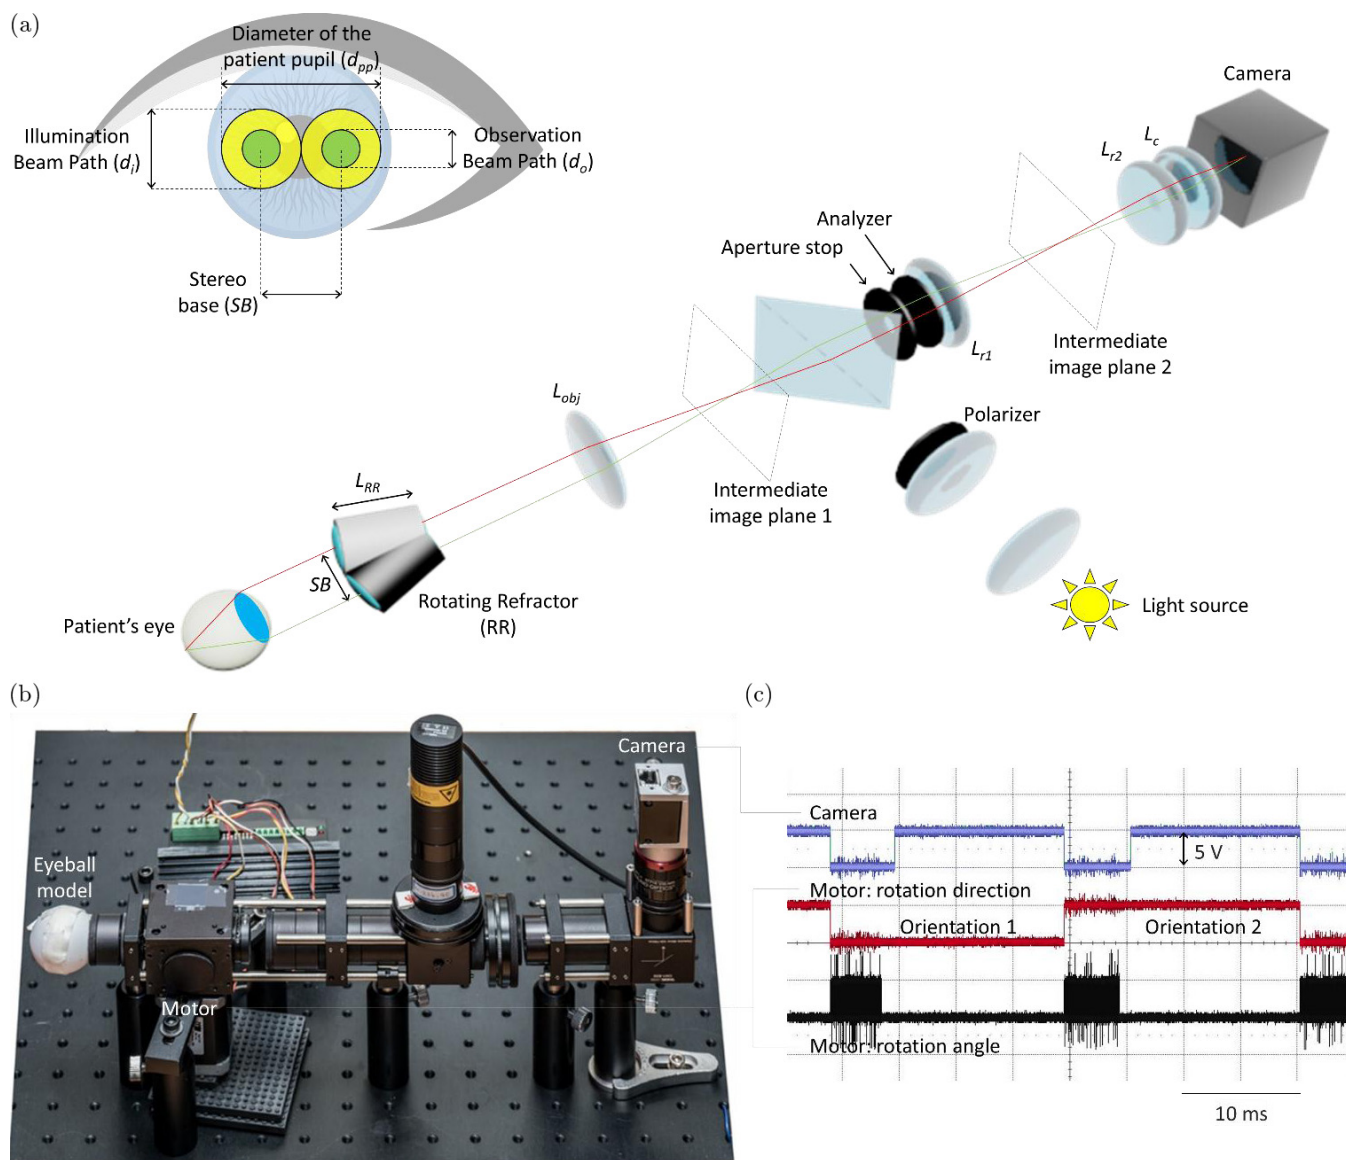 (a)
Diameter of the
patient pupil (dpp)
Illumination
Beam Path (di)
Observation
Beam Path (do)
Stereo
base (SB)
Camera
Lc
Lr2
Analyzer
Aperture stop
Lr1
Intermediate
image plane 2
Lobj
Polarizer
Intermediate
image plane 1
LRR
SB
Rotating Refractor
(RR)
Patient's eye
Light source
(b)
Camera
Eyeball
model
Motor
(c)
Camera
5 V
Motor: rotation direction
Orientation 1
Orientation 2
Motor: rotation angle
10 ms